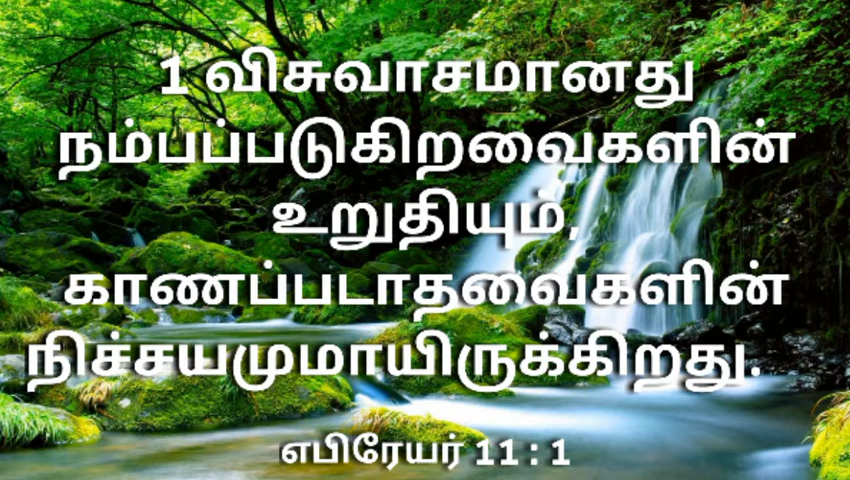 1 விசுவாசமானது
நம்பப்படுகிறவைகளின்
உறுதியும்,
காணப்படாதவைகளின்
நிச்சயமுமாயிருக்கிறது.
எபிரேயர் 11 : 1